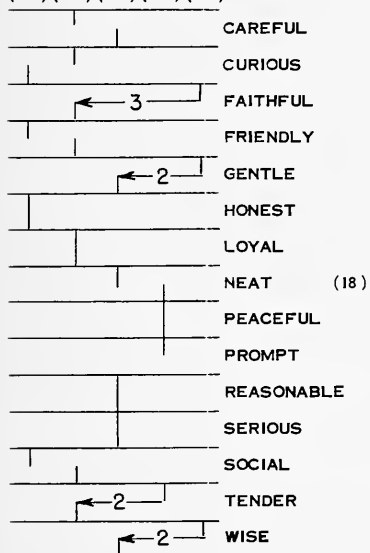 CAREFUL
CURIOUS
3 FAITHFUL
FRIENDLY
2 GENTLE
HONEST
LOYAL
NEAT (18)
PEACEFUL
PROMPT
REASONABLE
SERIOUS
SOCIAL
2 TENDER
2 WISE